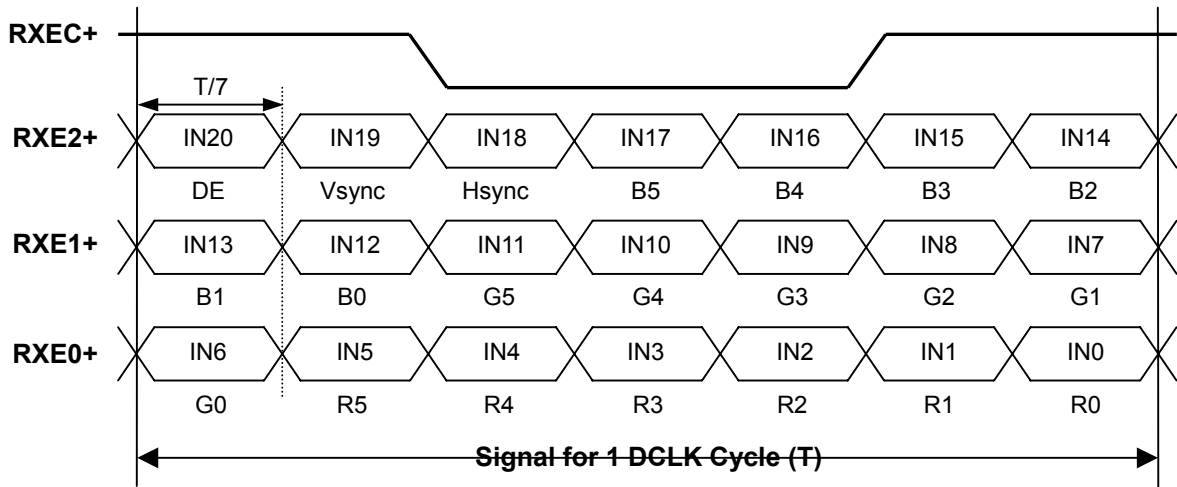 RXEC+
T/7
RXE2+ IN20 IN19 IN18 IN17 IN16 IN15 IN14
DE Vsync Hsync B5 B4 B3 B2
RXE1+ IN13 IN12 IN11 IN10 IN9 IN8 IN7
B1 B0 G5 G4 G3 G2 G1
RXE0+ IN6 IN5 IN4 IN3 IN2 IN1 IN0
G0 R5 R4 R3 R2 R1 R0
Signal for 1 DCLK Cycle (T)